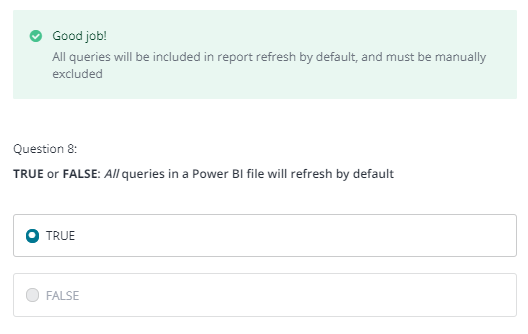 Good job!
All queries will be included in report refresh by default, and must be manually
excluded
Question 8:
TRUE or FALSE: All queries in a Power BI file will refresh by default
TRUE
FALSE